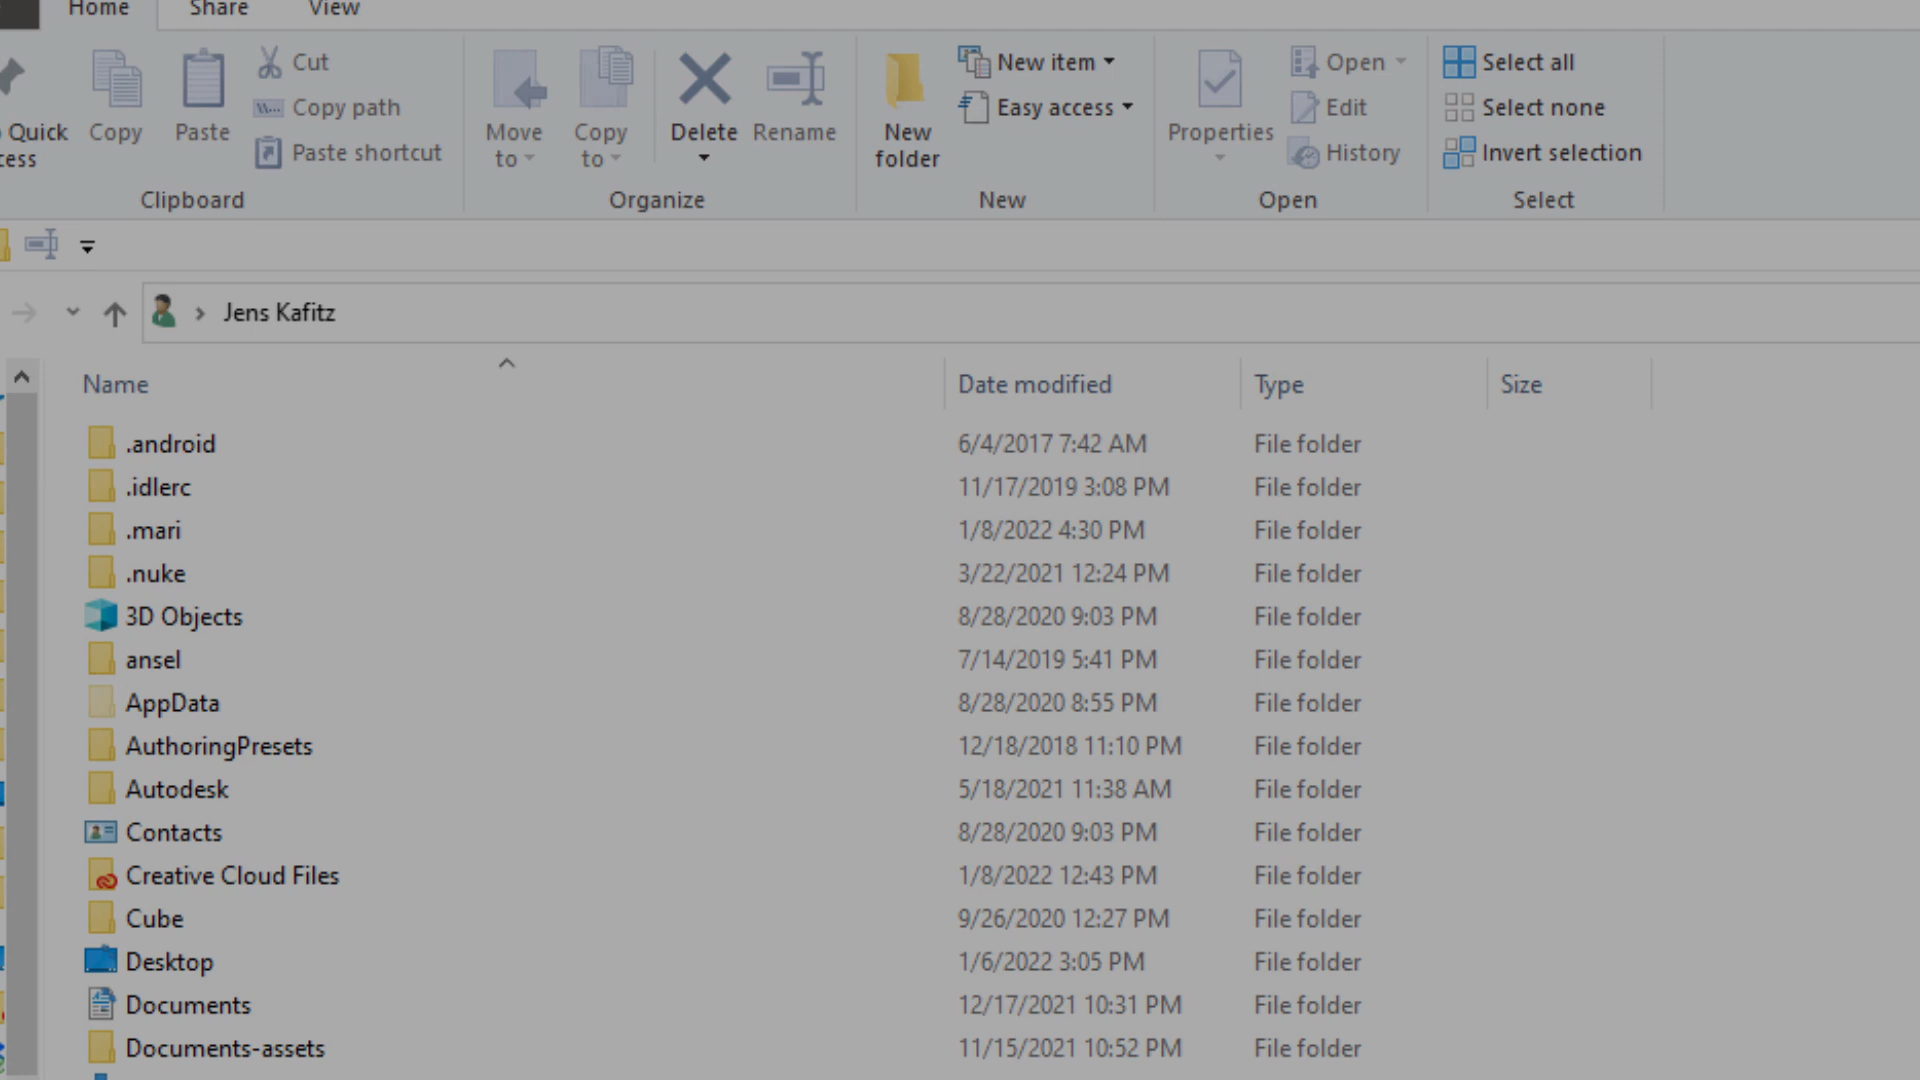 Home Share View
Cut
Copy path
Paste shortcut
Quick
Copy
Paste
Clipboard
Move to
Copy to
Delete
Rename
Organize
New folder
New item
Easy access
New
Properties
Open
Edit
History
Open
Select all
Select none
Invert selection
Select
Jens Kafitz
Name Date modified Type Size
.android 6/4/2017 7:42 AM File folder
.idlerc 11/17/2019 3:08 PM File folder
.mari 1/8/2022 4:30 PM File folder
.nuke 3/22/2021 12:24 PM File folder
3D Objects 8/28/2020 9:03 PM File folder
ansel 7/14/2019 5:41 PM File folder
AppData 8/28/2020 8:55 PM File folder
AuthoringPresets 12/18/2018 11:10 PM File folder
Autodesk 5/18/2021 11:38 AM File folder
Contacts 8/28/2020 9:03 PM File folder
Creative Cloud Files 1/8/2022 12:43 PM File folder
Cube 9/26/2020 12:27 PM File folder
Desktop 1/6/2022 3:05 PM File folder
Documents 12/17/2021 10:31 PM File folder
Documents-assets 11/15/2021 10:52 PM File folder